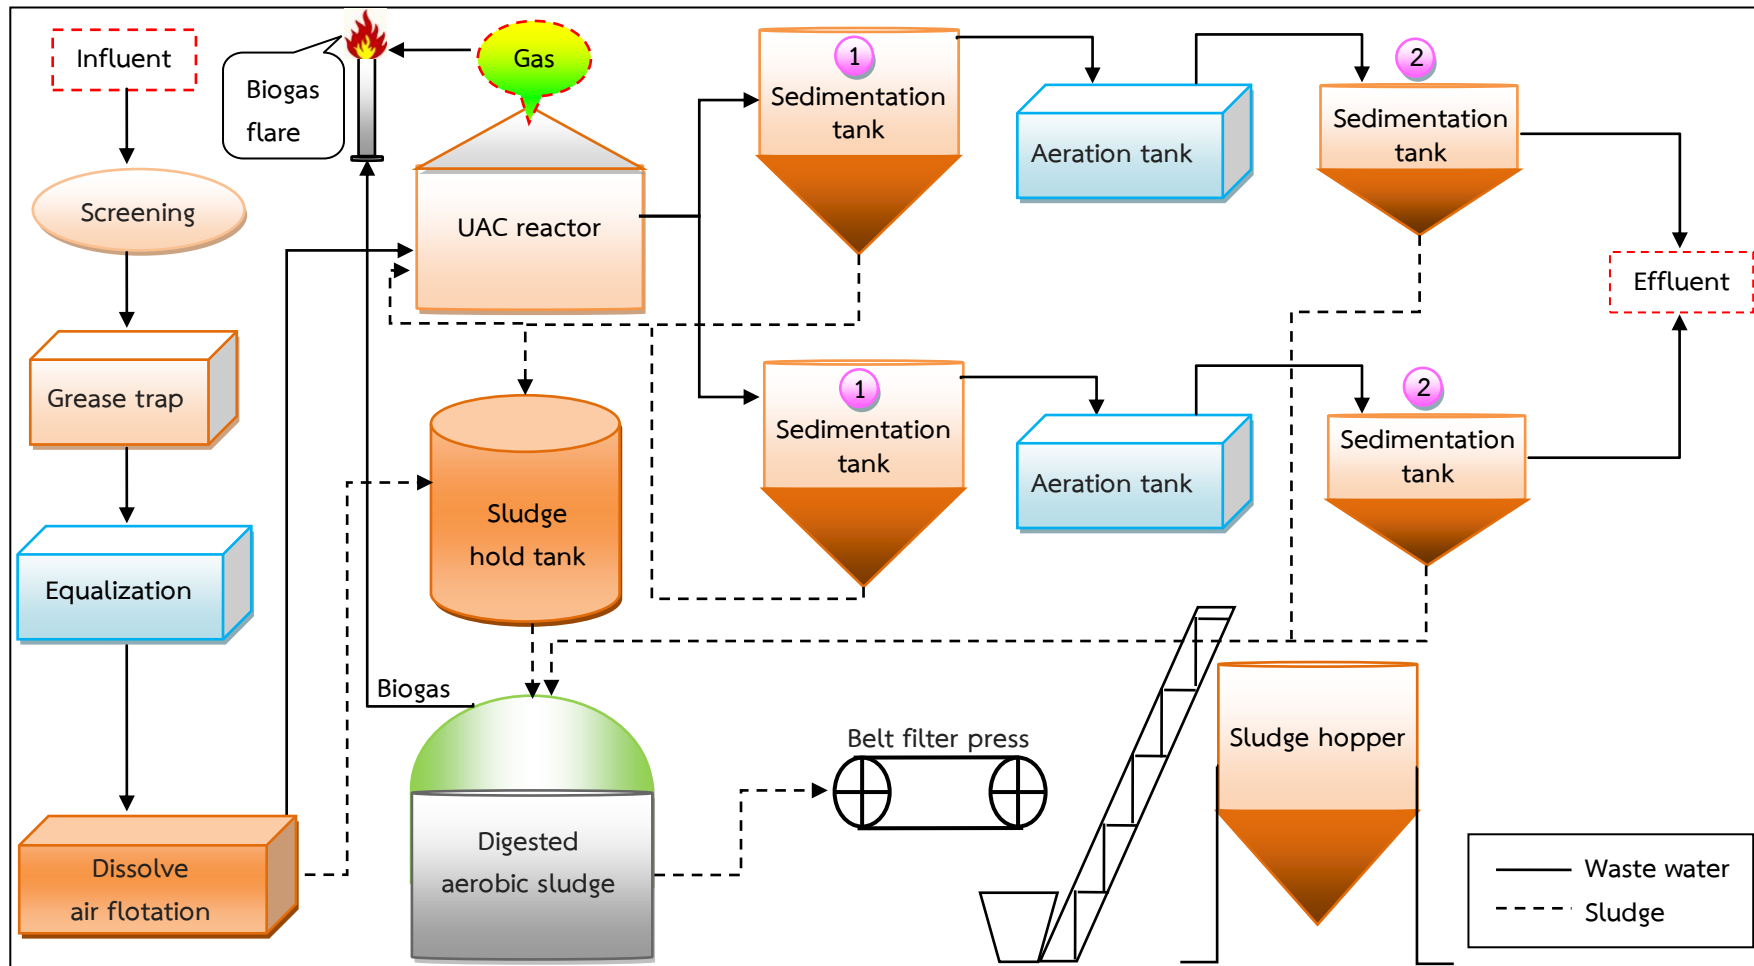 Influent
Biogas
flare
Gas
Screening
Grease trap
Equalization
Dissolve
air flotation
UAC reactor
1
Sedimentation
tank
Aeration tank
2
Sedimentation
tank
Effluent
1
Sedimentation
tank
Aeration tank
2
Sedimentation
tank
Sludge
hold tank
Biogas
Digested
aerobic sludge
Belt filter press
Sludge hopper
Waste water
Sludge